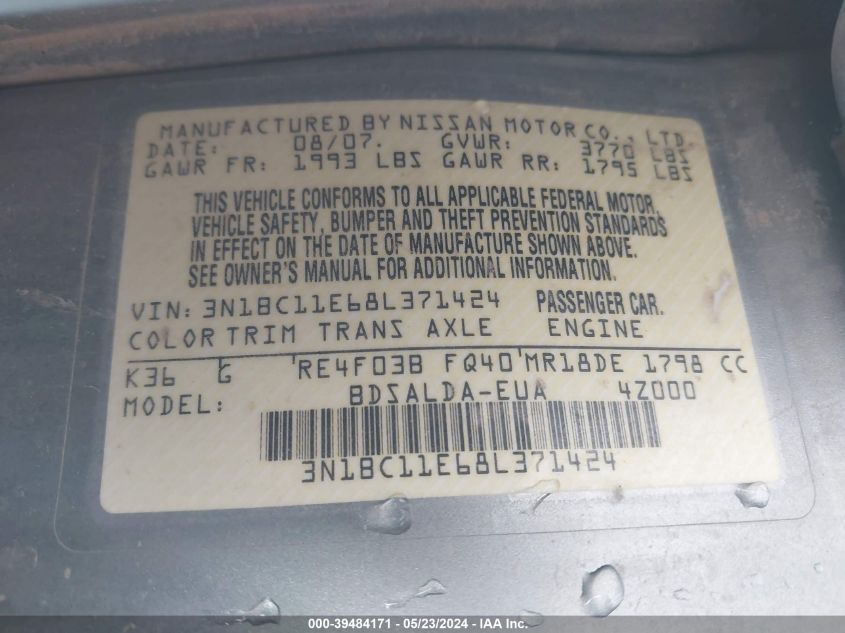 MANUFACTURED BY NISSAN MOTOR CO., LTD
DATE: 08/07. GVWR: 3770 LBS
GAWR FR: 1993 LBS GAWR RR: 1795 LBS
THIS VEHICLE CONFORMS TO ALL APPLICABLE FEDERAL MOTOR,
VEHICLE SAFETY, BUMPER AND THEFT PREVENTION STANDARDS
IN EFFECT ON THE DATE OF MANUFACTURE SHOWN ABOVE.
SEE OWNER'S MANUAL FOR ADDITIONAL INFORMATION.
VIN: 3N1BC11E68L371424 PASSENGER CAR.
COLOR TRIM TRANS AXLE ENGINE
K36 G 'RE4F03B FQ40'MR18DE 1798 CC
MODEL: BDSALDA-EUA 4Z000
3N1BC11E68L371424
000-39484171 - 05/23/2024 - IAA Inc.